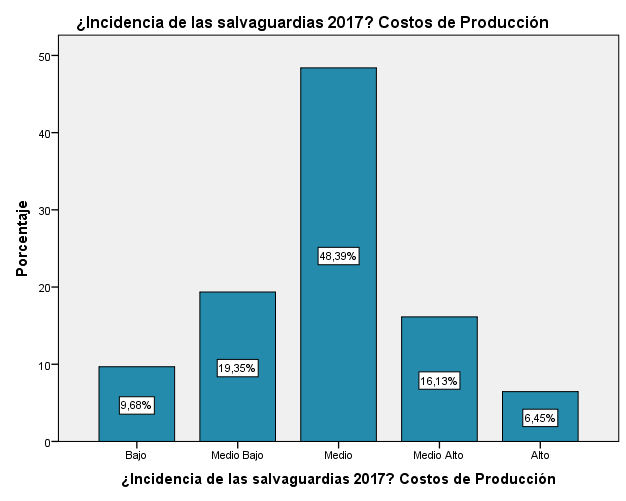 ¿Incidencia de las salvaguardias 2017? Costos de Producción
Porcentaje
50
40
30
20
10
0
9,68%
19,35%
48,39%
16,13%
6,45%
Bajo
Medio Bajo
Medio
Medio Alto
Alto
¿Incidencia de las salvaguardias 2017? Costos de Producción